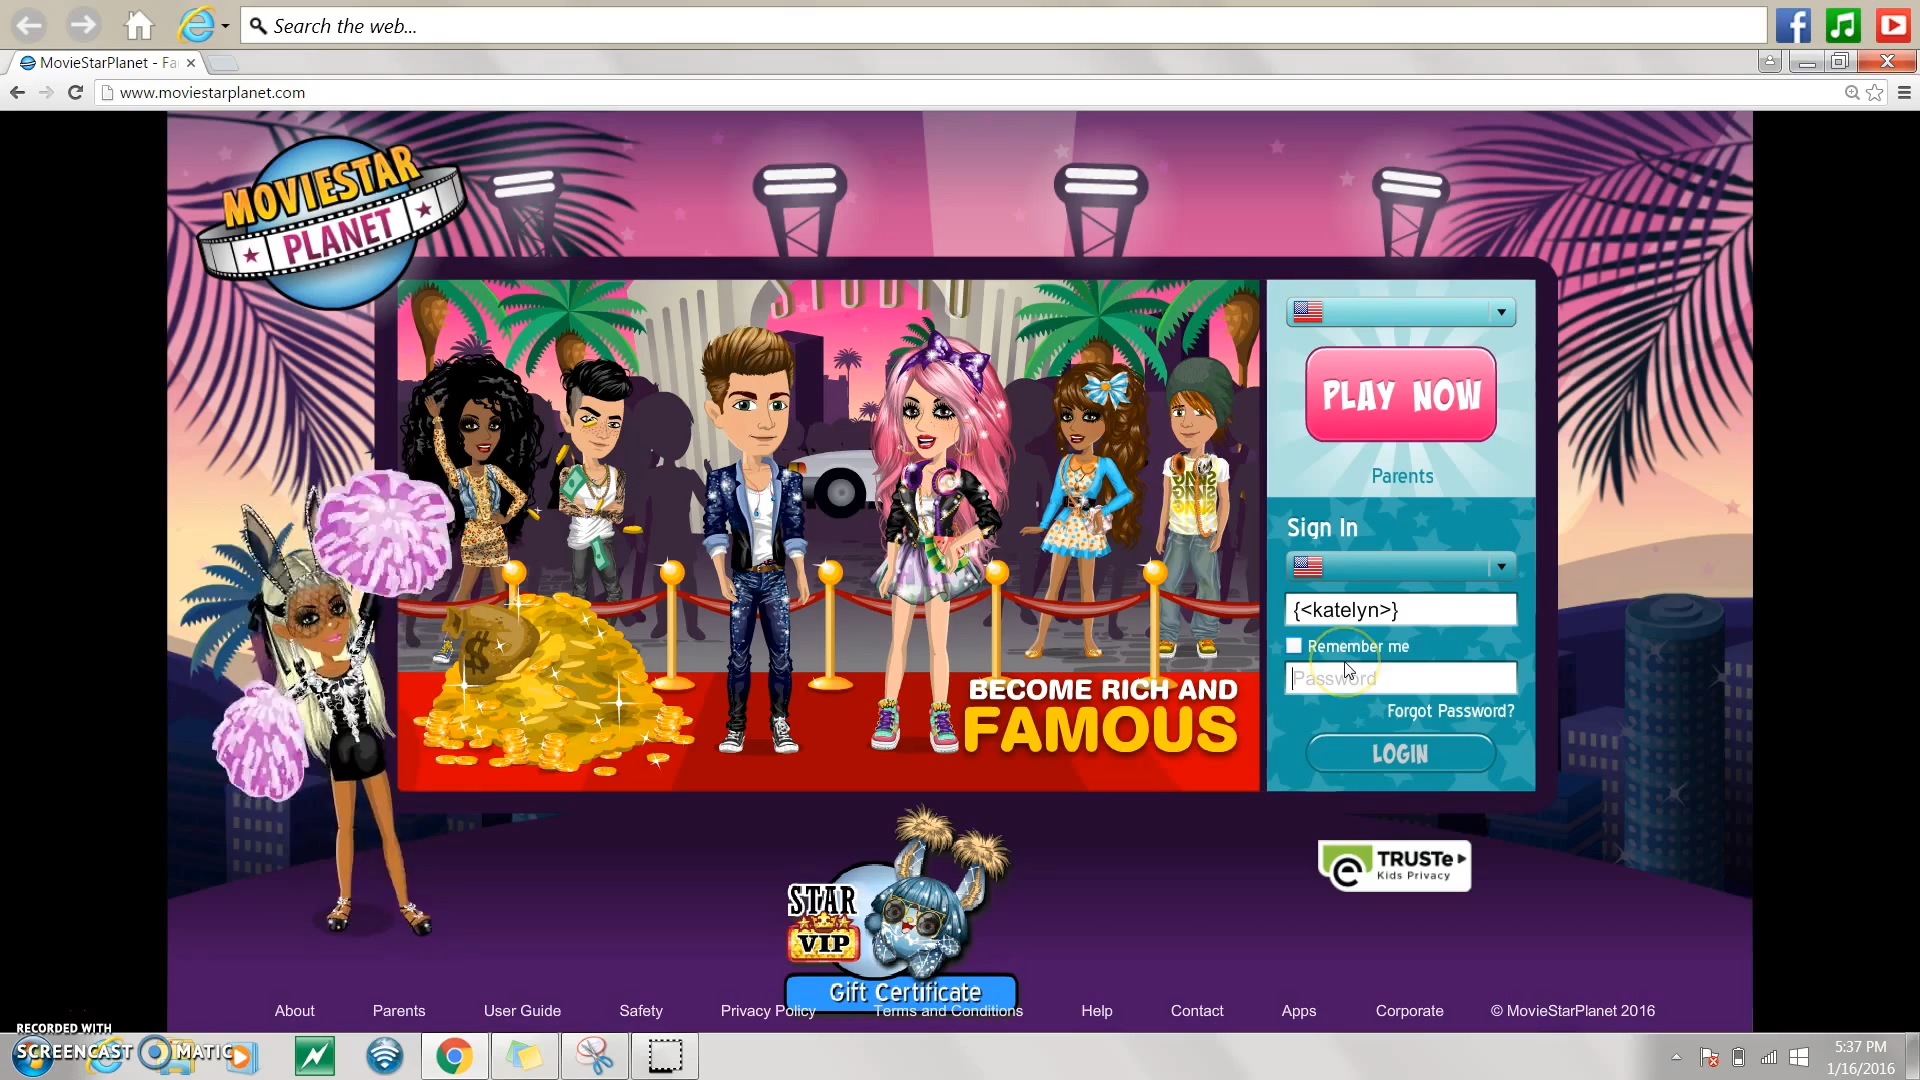 Search the web...
MovieStarPlanet - Fa
www.moviestarplanet.com
MOVIESTAR
PLANET
STUDIO
PLAY NOW
Parents
Sign In
{<katelyn>}
Remember me
Password
Forgot Password?
LOGIN
BECOME RICH AND
FAMOUS
TRUSTe
Kids Privacy
STAR
VIP
Gift Certificate
About
Parents
User Guide
Safety
Privacy Policy
Terms and Conditions
Help
Contact
Apps
Corporate
© MovieStarPlanet 2016
RECORDED WITH
SCREENCAST MATIC
5:37 PM
1/16/2016